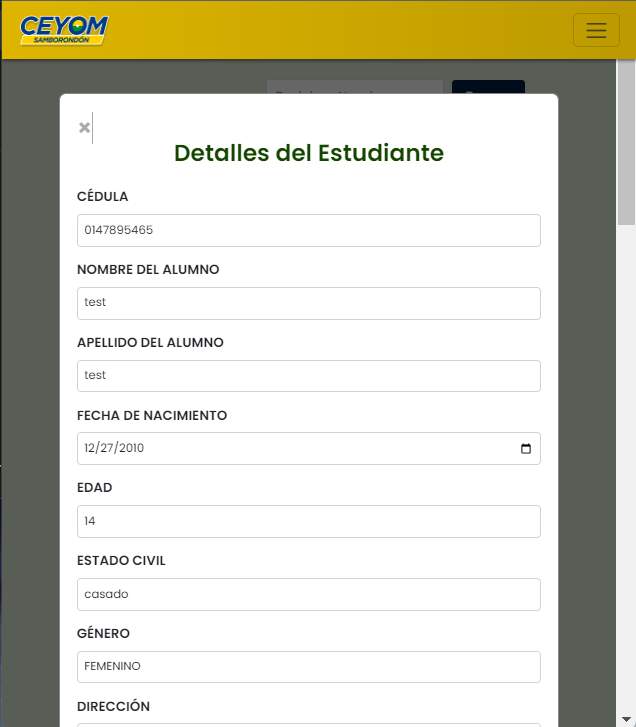 CEYOM
SAMBORONDÓN
×
Detalles del Estudiante
CÉDULA
0147895465
NOMBRE DEL ALUMNO
test
APELLIDO DEL ALUMNO
test
FECHA DE NACIMIENTO
12/27/2010
EDAD
14
ESTADO CIVIL
casado
GÉNERO
FEMENINO
DIRECCIÓN